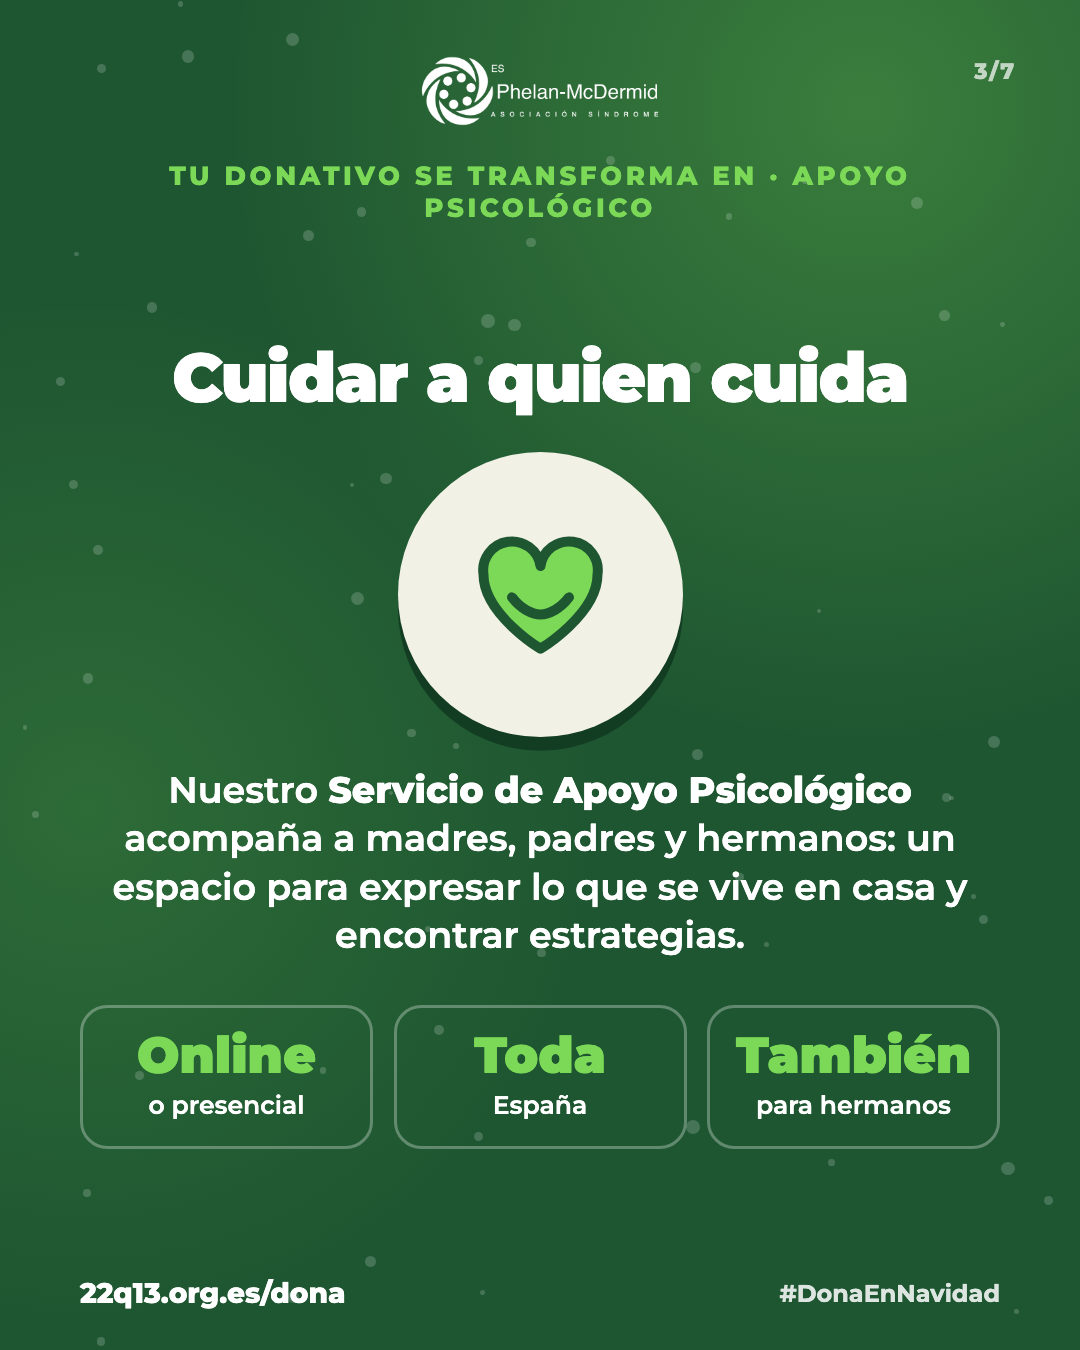 ES
Phelan-McDermid
ASOCIACIÓN SÍNDROME
3/7
TU DONATIVO SE TRANSFORMA EN · APOYO
PSICOLÓGICO
Cuidar a quien cuida
Nuestro Servicio de Apoyo Psicológico
acompaña a madres, padres y hermanos: un
espacio para expresar lo que se vive en casa y
encontrar estrategias.
Online
o presencial
Toda
España
También
para hermanos
22q13.org.es/dona
#DonaEnNavidad